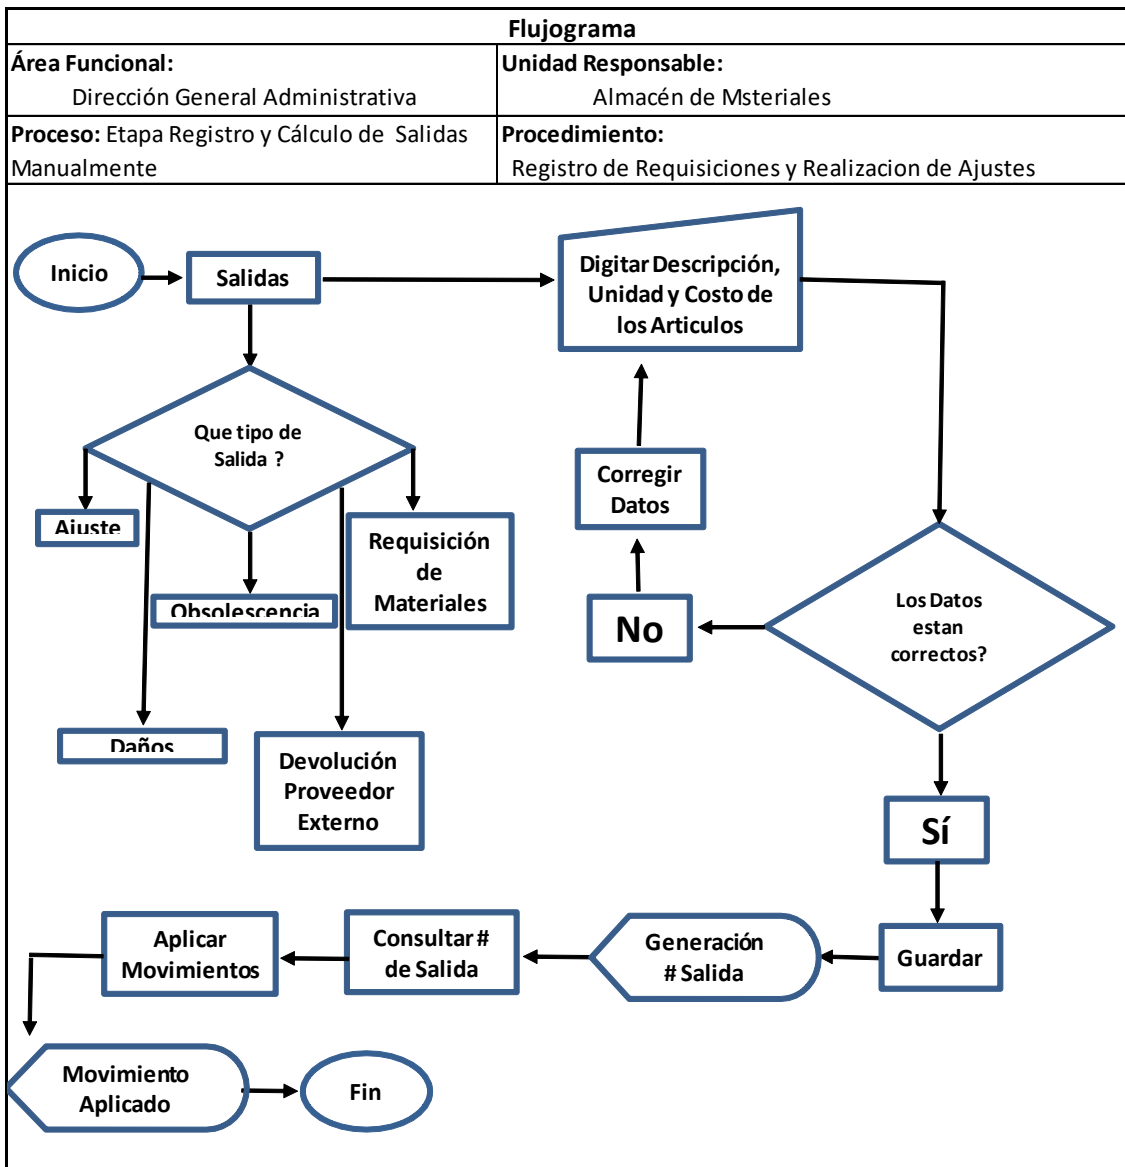 Flujograma
Área Funcional:
Dirección General Administrativa
Unidad Responsable:
Almacén de Msteriales
Proceso: Etapa Registro y Cálculo de Salidas
Manualmente
Procedimiento:
Registro de Requisiciones y Realizacion de Ajustes
Inicio
Salidas
Digitar Descripción,
Unidad y Costo de
los Articulos
Que tipo de
Salida ?
Corregir
Datos
Ajuste
Requisición
de
Materiales
Obsolescencia
No
Los Datos
estan
correctos?
Daños
Devolución
Proveedor
Externo
Sí
Aplicar
Movimientos
Consultar #
de Salida
Generación
# Salida
Guardar
Movimiento
Aplicado
Fin